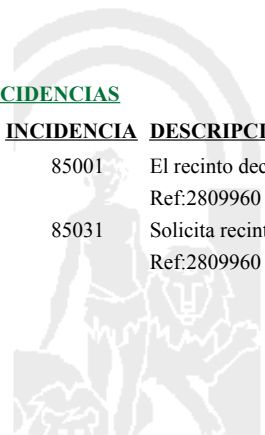 CIDENCIAS
INCIDENCIA DESCRIPCI
85001 El recinto dec
Ref:2809960
85031 Solicita recint
Ref:2809960